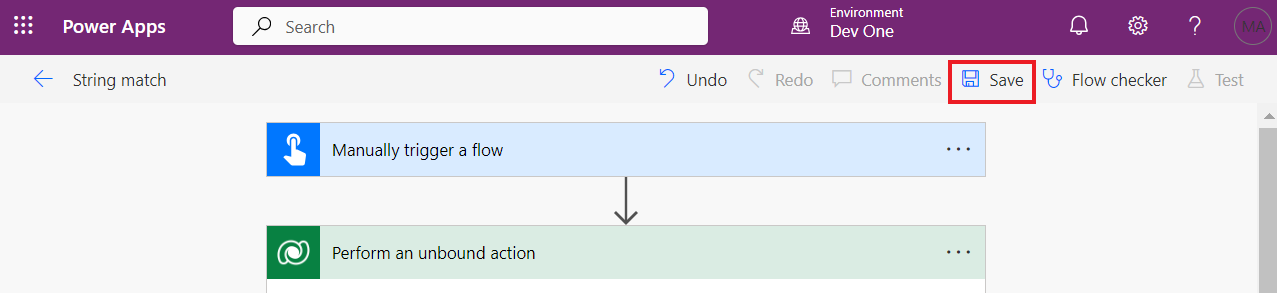 Power Apps
Search
Environment
Dev One
MA
String match
Undo
Redo
Comments
Save
Flow checker
Test
Manually trigger a flow
Perform an unbound action